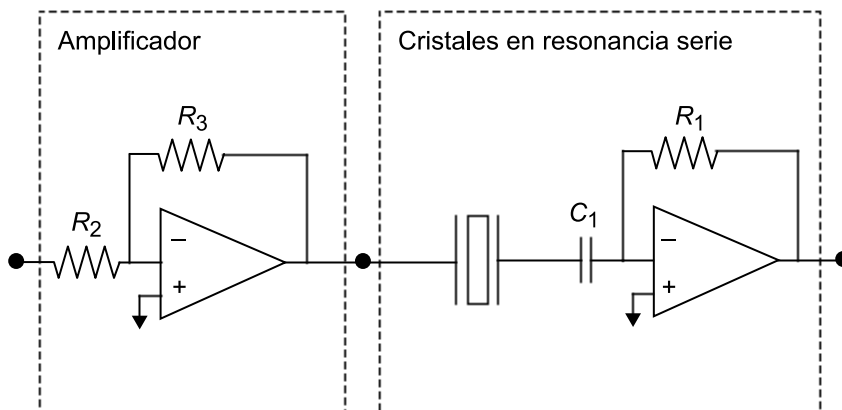 Amplificador
Cristales en resonancia serie
R3
R1
R2
C1
−
+
−
+